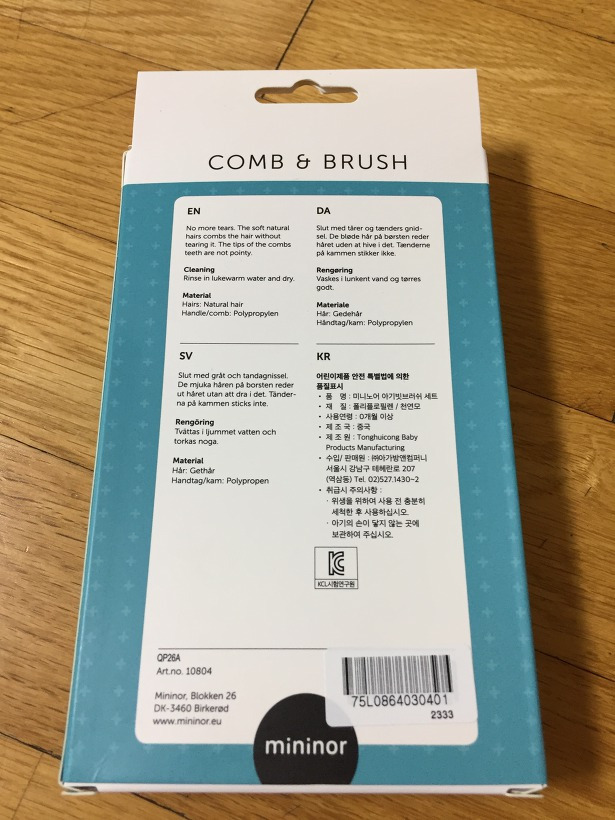 COMB & BRUSH
EN
No more tears. The soft natural
hairs combs the hair without
tearing it. The tips of the combs
teeth are not pointy.
Cleaning
Rinse in lukewarm water and dry.
Material
Hairs: Natural hair
Handle/comb: Polypropylen
DA
Slut med tårer og tænders gnid-
sel. De bløde hår på børsten reder
håret uden at hive i det. Tænderne
på kammen stikker ikke.
Rengøring
Vaskes i lunkent vand og tørres
godt.
Materiale
Hår: Gedehår
Håndtag/kam: Polypropylen
SV
Slut med gråt och tandagnissel.
De mjuka håren på borsten reder
ut håret utan att dra i det. Tänder-
na på kammen sticks inte.
Rengöring
Tvättas i ljummet vatten och
torkas noga.
Material
Hår: Gethår
Handtag/kam: Polypropen
KR
어린이제품 안전 특별법에 의한
품질표시
• 품 명 : 미니노어 아기빗브러쉬 세트
• 재 질 : 폴리플로필렌 / 천연모
• 사용연령 : 0개월 이상
• 제 조 국 : 중국
• 제 조 원 : Tonghuicong Baby
Products Manufacturing
• 수입/ 판매원 : ㈜아가방앤컴퍼니
서울시 강남구 테헤란로 207
(역삼동) Tel. 02)527.1430~2
• 취급시 주의사항 :
· 위생을 위하여 사용 전 충분히
세척한 후 사용하십시오.
· 아기의 손이 닿지 않는 곳에
보관하여 주십시오.
KC
KCL시험연구원
QP26A
Art.no. 10804
Mininor, Blokken 26
DK-3460 Birkerød
www.mininor.eu
mininor
75L0864030401
2333